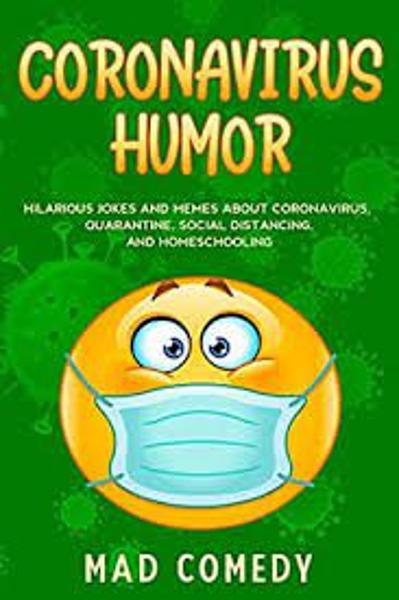 CORONAVIRUS
HUMOR
HILARIOUS JOKES AND MEMES ABOUT CORONAVIRUS,
QUARANTINE, SOCIAL DISTANCING,
AND HOMESCHOOLING
MAD COMEDY